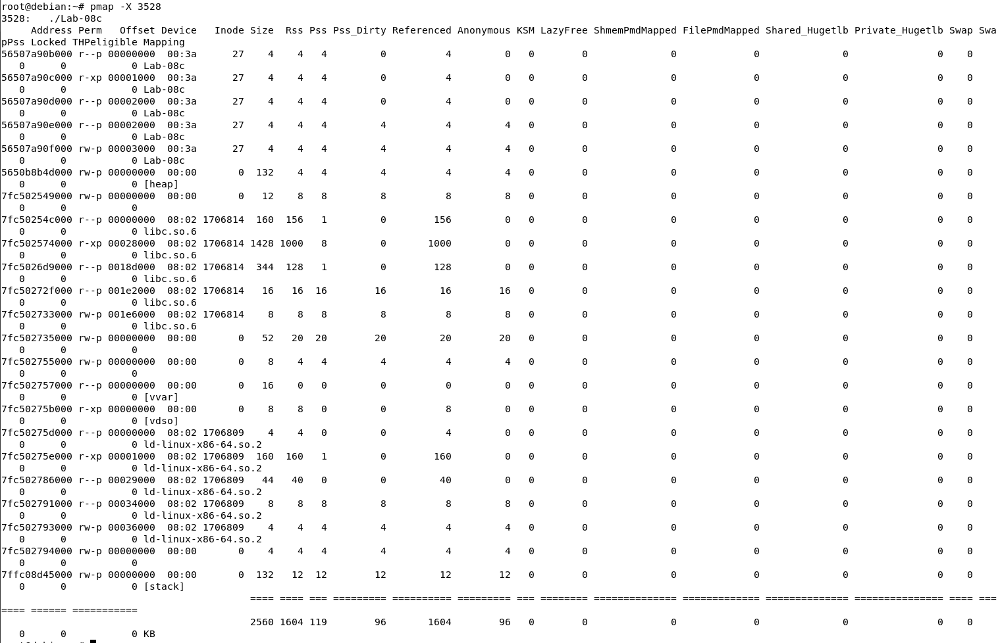 root@debian:~# pmap -X 3528
3528:   ./Lab-08c
     Address Perm   Offset Device   Inode Size  Rss Pss Pss_Dirty Referenced Anonymous KSM LazyFree ShmemPmdMapped FilePmdMapped Shared_Hugetlb Private_Hugetlb Swap Swa
pPss Locked THPeligible Mapping
56507a90b000 r--p 00000000  00:3a      27    4    4   4         0          4         0   0        0              0             0              0               0    0
   0      0           0 Lab-08c
56507a90c000 r-xp 00001000  00:3a      27    4    4   4         0          4         0   0        0              0             0              0               0    0
   0      0           0 Lab-08c
56507a90d000 r--p 00002000  00:3a      27    4    4   4         0          4         0   0        0              0             0              0               0    0
   0      0           0 Lab-08c
56507a90e000 r--p 00002000  00:3a      27    4    4   4         4          4         4   0        0              0             0              0               0    0
   0      0           0 Lab-08c
56507a90f000 rw-p 00003000  00:3a      27    4    4   4         4          4         4   0        0              0             0              0               0    0
   0      0           0 Lab-08c
5650b8b4d000 rw-p 00000000  00:00       0  132    4   4         4          4         4   0        0              0             0              0               0    0
   0      0           0 [heap]
7fc502549000 rw-p 00000000  00:00       0   12    8   8         8          8         8   0        0              0             0              0               0    0
   0      0           0
7fc50254c000 r--p 00000000  08:02 1706814  160  156   1         0        156         0   0        0              0             0              0               0    0
   0      0           0 libc.so.6
7fc502574000 r-xp 00028000  08:02 1706814 1428 1000   8         0       1000         0   0        0              0             0              0               0    0
   0      0           0 libc.so.6
7fc5026d9000 r--p 0018d000  08:02 1706814  344  128   1         0        128         0   0        0              0             0              0               0    0
   0      0           0 libc.so.6
7fc50272f000 r--p 001e2000  08:02 1706814   16   16  16        16         16        16   0        0              0             0              0               0    0
   0      0           0 libc.so.6
7fc502733000 rw-p 001e6000  08:02 1706814    8    8   8         8          8         8   0        0              0             0              0               0    0
   0      0           0 libc.so.6
7fc502735000 rw-p 00000000  00:00       0   52   20  20        20         20        20   0        0              0             0              0               0    0
   0      0           0
7fc502755000 rw-p 00000000  00:00       0    8    4   4         4          4         4   0        0              0             0              0               0    0
   0      0           0
7fc502757000 r--p 00000000  00:00       0   16    0   0         0          0         0   0        0              0             0              0               0    0
   0      0           0 [vvar]
7fc50275b000 r-xp 00000000  00:00       0    8    8   0         0          8         0   0        0              0             0              0               0    0
   0      0           0 [vdso]
7fc50275d000 r--p 00000000  08:02 1706809    4    4   0         0          4         0   0        0              0             0              0               0    0
   0      0           0 ld-linux-x86-64.so.2
7fc50275e000 r-xp 00001000  08:02 1706809  160  160   1         0        160         0   0        0              0             0              0               0    0
   0      0           0 ld-linux-x86-64.so.2
7fc502786000 r--p 00029000  08:02 1706809   44   40   0         0         40         0   0        0              0             0              0               0    0
   0      0           0 ld-linux-x86-64.so.2
7fc502791000 r--p 00034000  08:02 1706809    8    8   8         8          8         8   0        0              0             0              0               0    0
   0      0           0 ld-linux-x86-64.so.2
7fc502793000 rw-p 00036000  08:02 1706809    4    4   4         4          4         4   0        0              0             0              0               0    0
   0      0           0 ld-linux-x86-64.so.2
7fc502794000 rw-p 00000000  00:00       0    4    4   4         4          4         4   0        0              0             0              0               0    0
   0      0           0
7ffc08d45000 rw-p 00000000  00:00       0  132   12  12        12         12        12   0        0              0             0              0               0    0
   0      0           0 [stack]
                                          ==== ==== === ========= ========== ========= === ======== ============== ============= ============== =============== ==== ===
==== ====== ===========
                                          2560 1604 119        96       1604        96   0        0              0             0              0               0    0
   0      0           0 KB